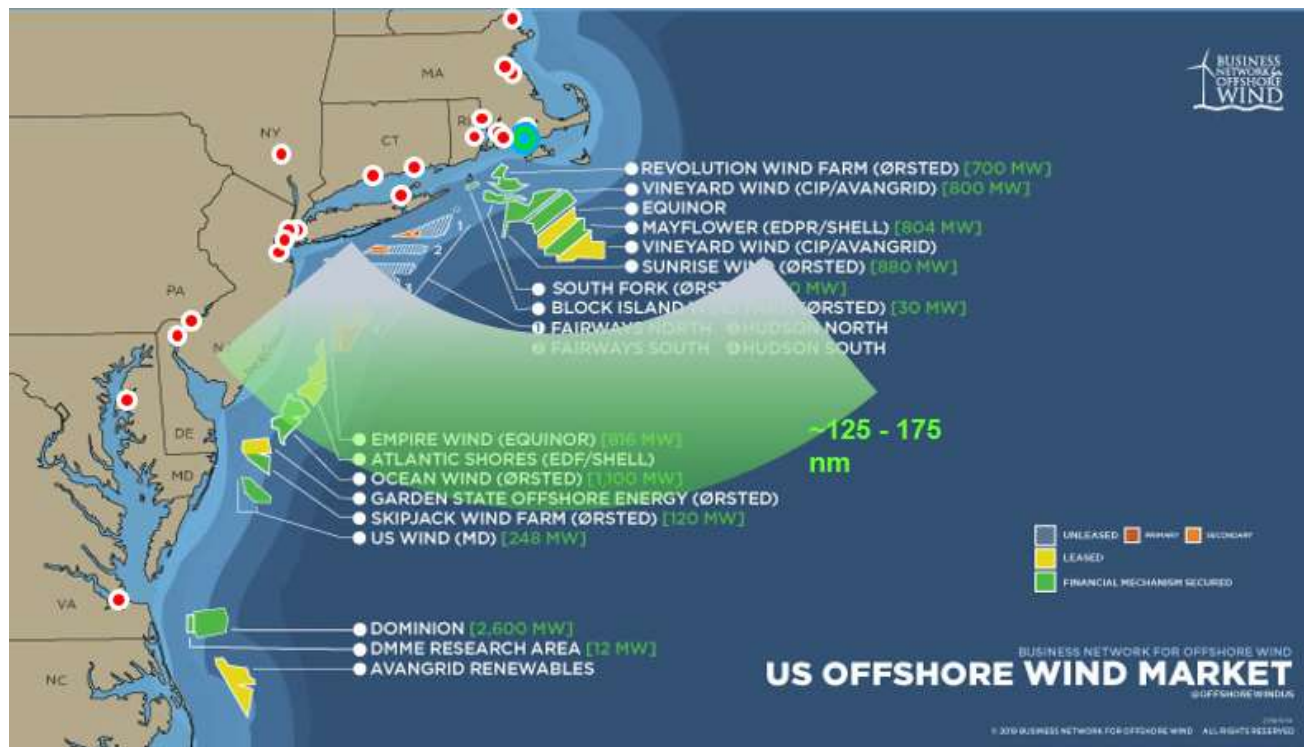 BUSINESS
NETWORK for
OFFSHORE
WIND
MA
NY
CT
RI
PA
DE
MD
VA
NC
REVOLUTION WIND FARM (ØRSTED) [700 MW]
VINEYARD WIND (CIP/AVANGRID) [800 MW]
EQUINOR
MAYFLOWER (EDPR/SHELL) [804 MW]
VINEYARD WIND (CIP/AVANGRID)
SUNRISE WIND (ØRSTED) [880 MW]
SOUTH FORK (ØRSTED) MW]
BLOCK ISLAND (ØRSTED) [30 MW]
1 FAIRWAYS NORTH HUDSON NORTH
FAIRWAYS SOUTH HUDSON SOUTH
1
2
3
~125 - 175
nm
EMPIRE WIND (EQUINOR) [816 MW]
ATLANTIC SHORES (EDF/SHELL)
OCEAN WIND (ØRSTED) [1,100 MW]
GARDEN STATE OFFSHORE ENERGY (ØRSTED)
SKIPJACK WIND FARM (ØRSTED) [120 MW]
US WIND (MD) [248 MW]
UNLEASED PRIMARY SECONDARY
LEASED
FINANCIAL MECHANISM SECURED
DOMINION [2,600 MW]
DMME RESEARCH AREA [12 MW]
AVANGRID RENEWABLES
BUSINESS NETWORK FOR OFFSHORE WIND
US OFFSHORE WIND MARKET
@OFFSHOREWINDUS
© 2019 BUSINESS NETWORK FOR OFFSHORE WIND ALL RIGHTS RESERVED